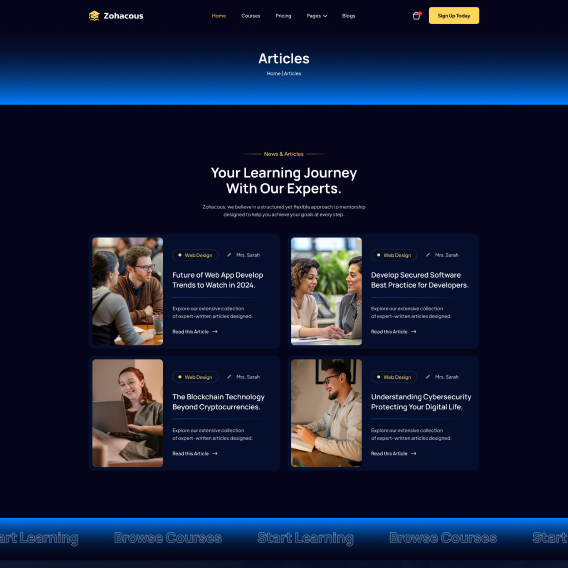 Zohacous
Home
Courses
Pricing
Pages
Blogs
Sign Up Today
Articles
Home | Articles
News & Articles
Your Learning Journey
With Our Experts.
Zohacous, we believe in a structured yet flexible approach to mentorship
designed to help you achieve your goals at every step.
Web Design
Mrs. Sarah
Future of Web App Develop
Trends to Watch in 2024.
Explore our extensive collection
of expert-written articles designed.
Read this Article
Web Design
Mrs. Sarah
Develop Secured Software
Best Practice for Developers.
Explore our extensive collection
of expert-written articles designed.
Read this Article
Web Design
Mrs. Sarah
The Blockchain Technology
Beyond Cryptocurrencies.
Explore our extensive collection
of expert-written articles designed.
Read this Article
Web Design
Mrs. Sarah
Understanding Cybersecurity
Protecting Your Digital Life.
Explore our extensive collection
of expert-written articles designed.
Read this Article
art Learning Browse Courses Start Learning Browse Courses Start